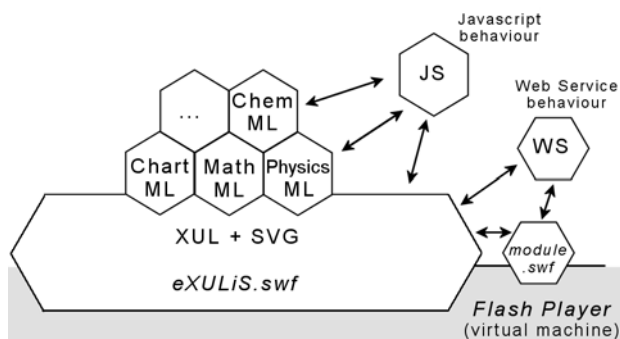 Javascript
behaviour
JS
Web Service
behaviour
WS
...
Chem
ML
Chart
ML
Math
ML
Physics
ML
XUL + SVG
eXULiS.swf
module
.swf
Flash Player
(virtual machine)